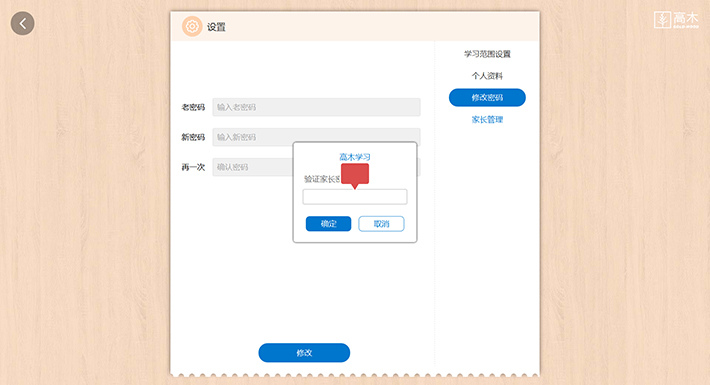 设置
高木
学习范围设置
个人资料
修改密码
家长管理
老密码
输入老密码
新密码
输入新密码
再一次
确认密码
高木学习
验证家长
确定
取消
修改